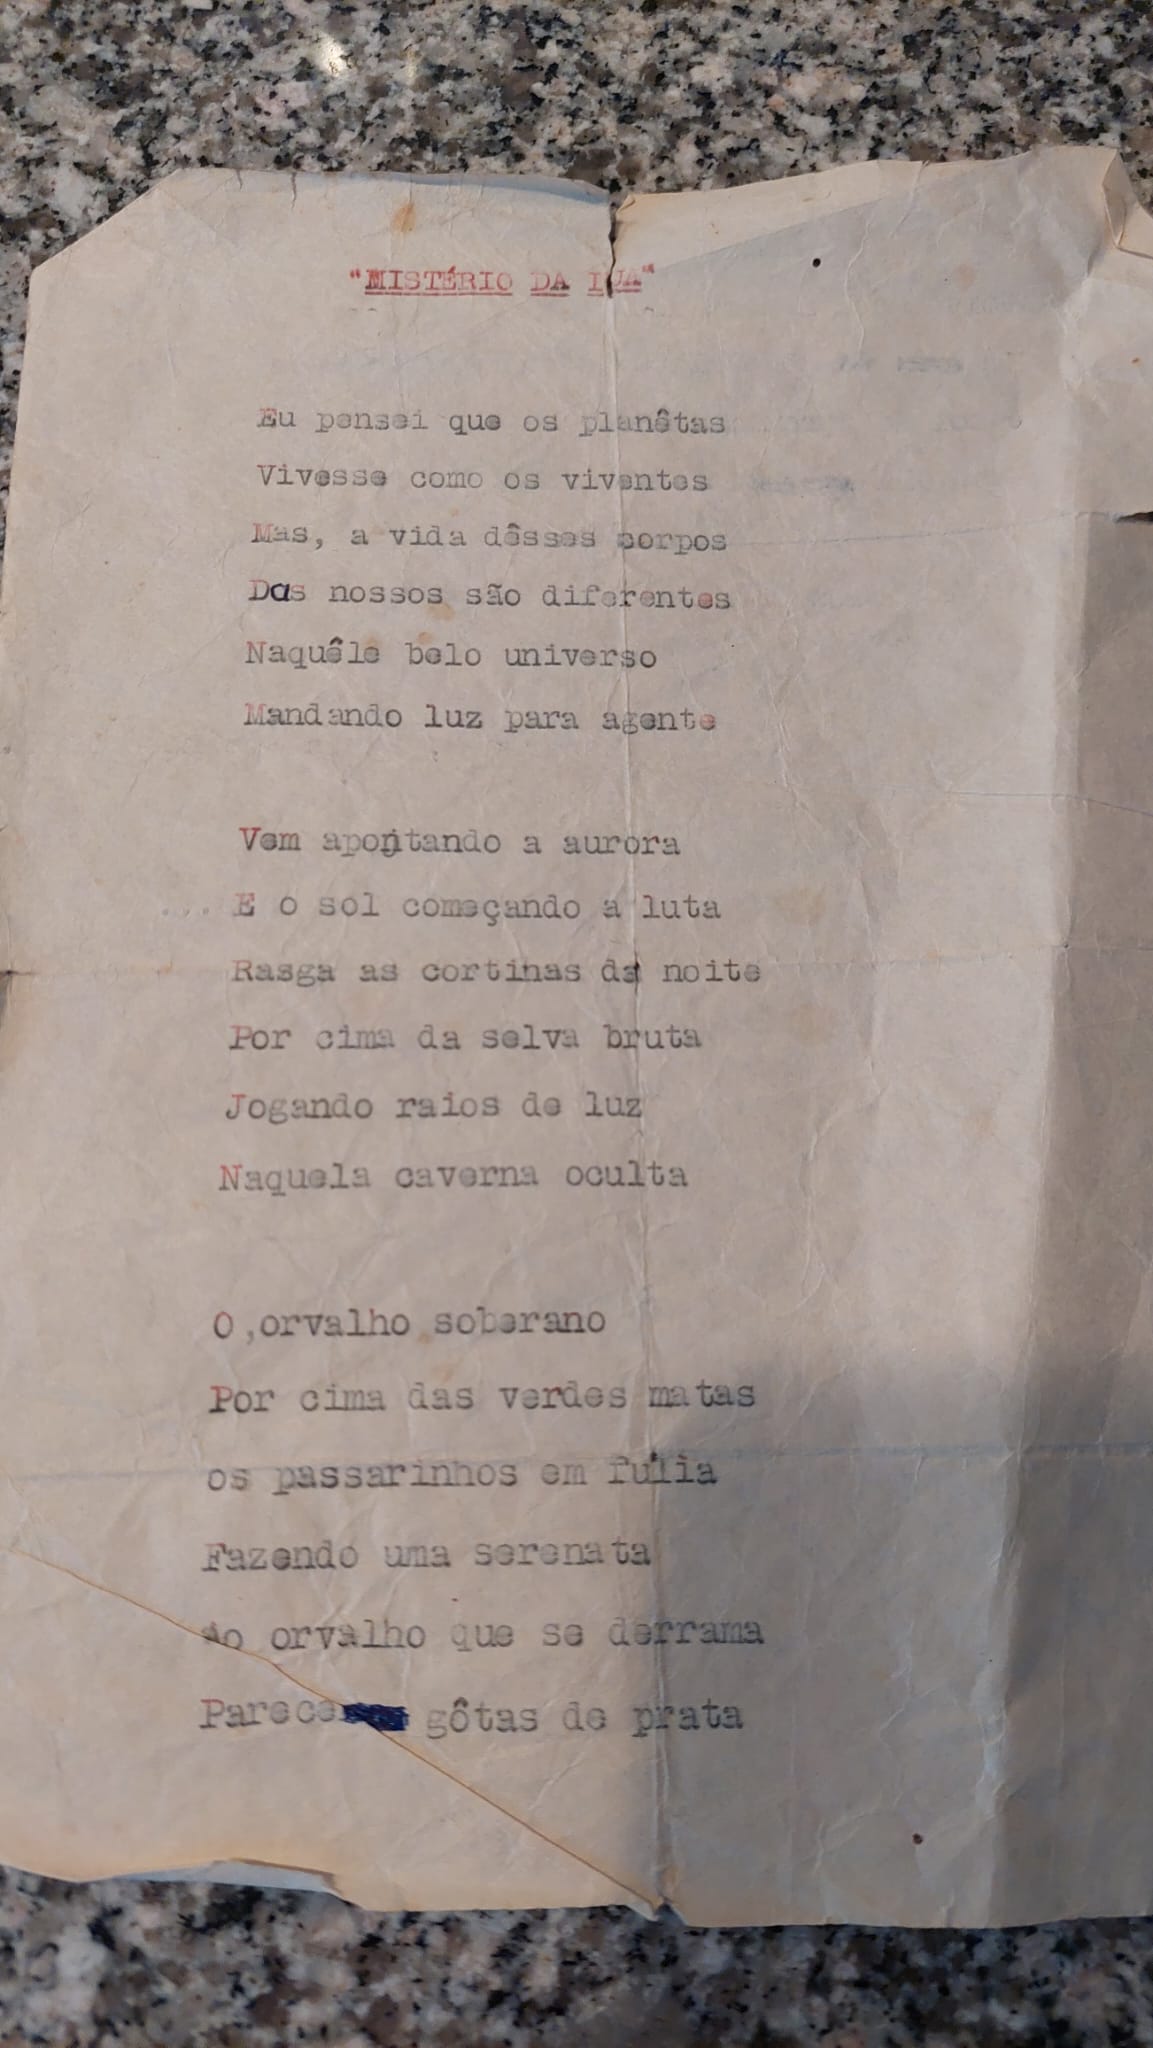 "MISTÉRIO DA LUA"
Eu pensei que os planêtas
Vivesse como os viventes
Mas, a vida dêsses corpos
Das nossos são diferentes
Naquêle belo universo
Mandando luz para agente
Vem apontando a aurora
... E o sol começando a luta
Rasga as cortinas da noite
Por cima da selva bruta
Jogando raios de luz
Naquela caverna oculta
O,orvalho soberano
Por cima das verdes matas
os passarinhos em fulia
Fazendo uma serenata
ao orvalho que se derrama
Parece gôtas de prata